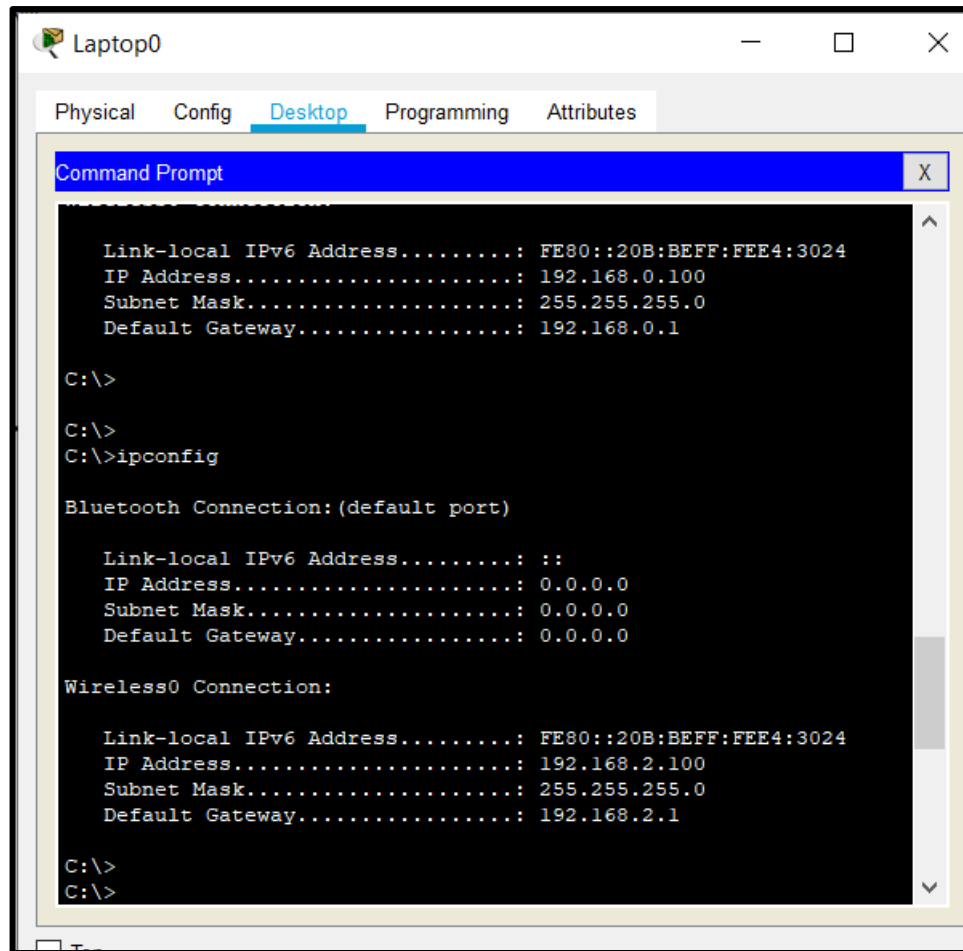 Laptop0
Physical Config Desktop Programming Attributes
Command Prompt X
Link-local IPv6 Address.........: FE80::20B:BEFF:FEE4:3024
IP Address......................: 192.168.0.100
Subnet Mask.....................: 255.255.255.0
Default Gateway.................: 192.168.0.1
C:\>
C:\>
C:\>ipconfig
Bluetooth Connection:(default port)
Link-local IPv6 Address.........: ::
IP Address......................: 0.0.0.0
Subnet Mask.....................: 0.0.0.0
Default Gateway.................: 0.0.0.0
Wireless0 Connection:
Link-local IPv6 Address.........: FE80::20B:BEFF:FEE4:3024
IP Address......................: 192.168.2.100
Subnet Mask.....................: 255.255.255.0
Default Gateway.................: 192.168.2.1
C:\>
C:\>